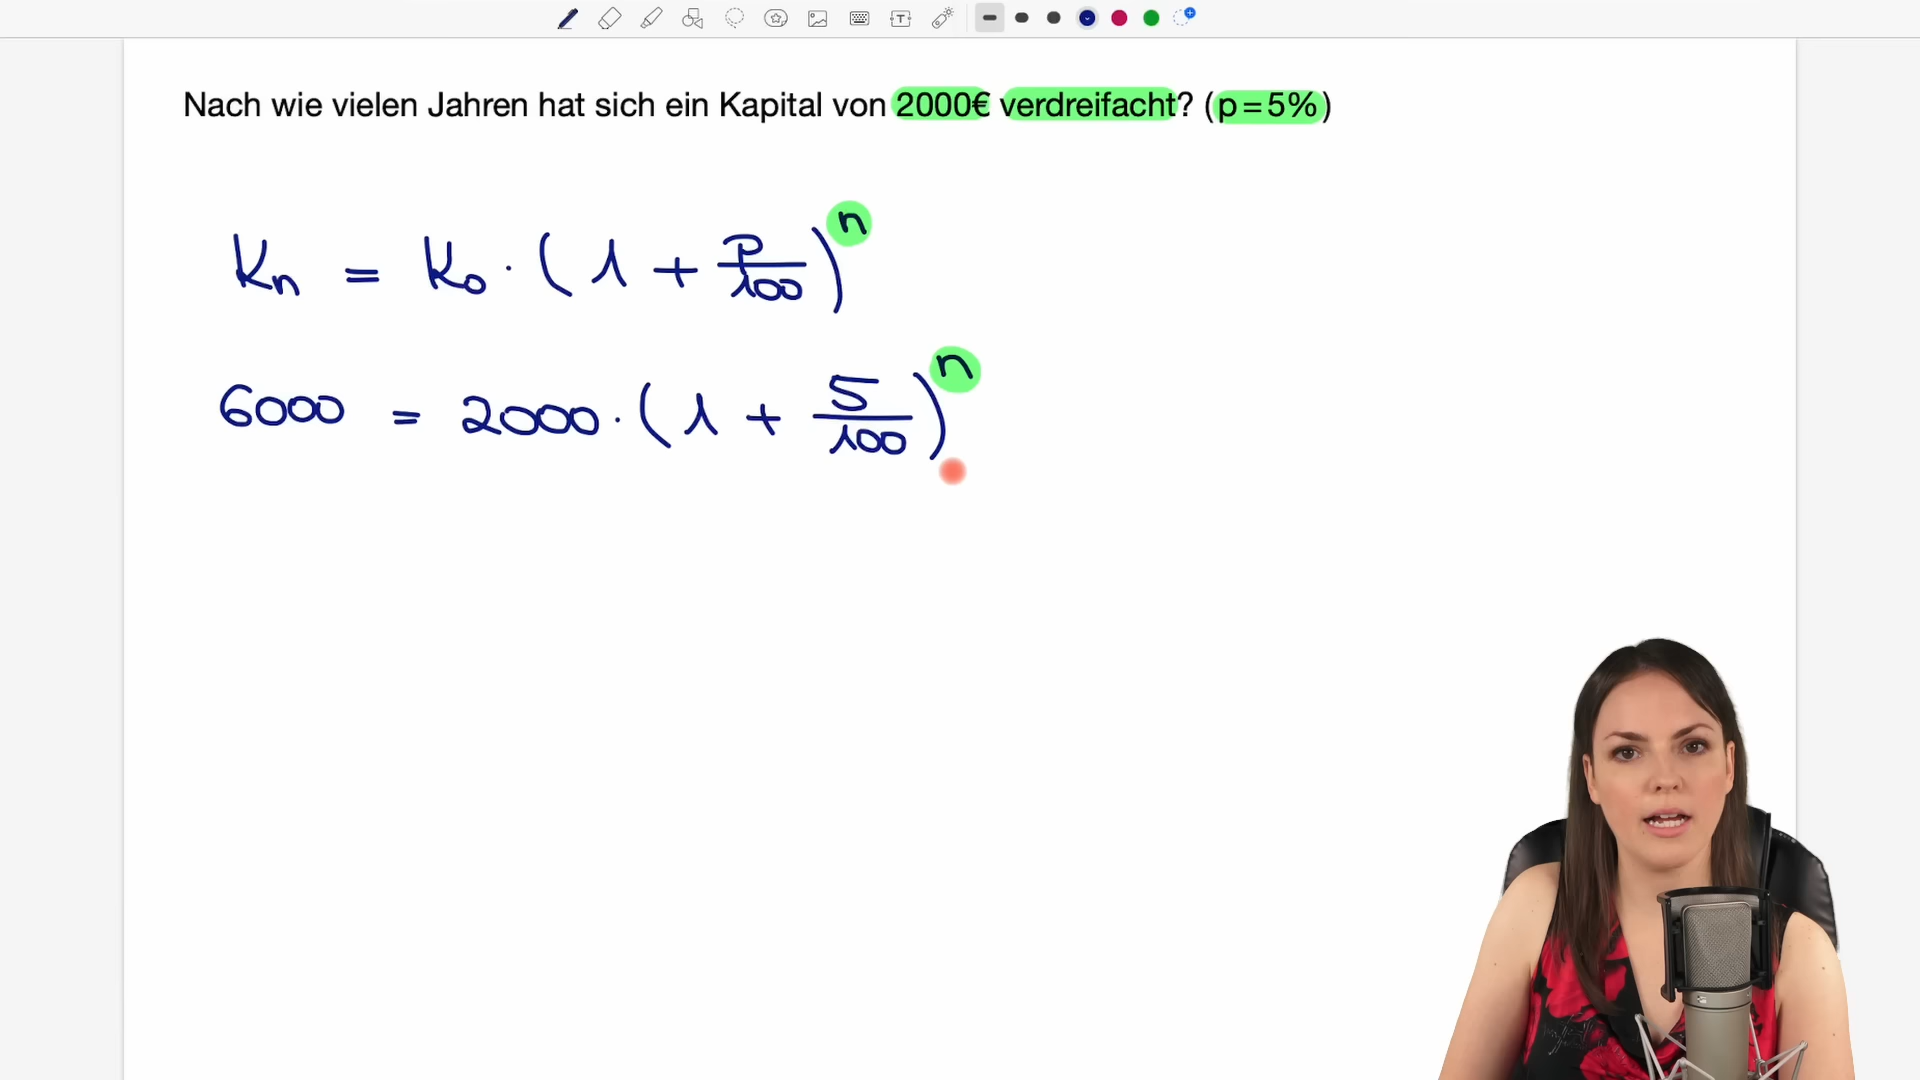 Nach wie vielen Jahren hat sich ein Kapital von 2000€ verdreifacht? (p = 5%)
Kn = K0 · ( 1 + p/100 )^n
6000 = 2000 · ( 1 + 5/100 )^n